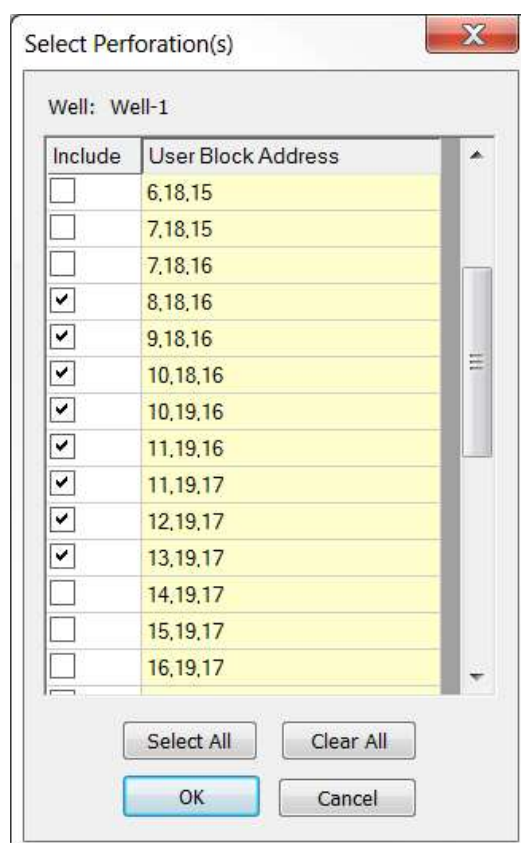 Select Perforation(s)
Well: Well-1
Include User Block Address
6,18,15
7,18,15
7,18,16
8,18,16
9,18,16
10,18,16
10,19,16
11,19,16
11,19,17
12,19,17
13,19,17
14,19,17
15,19,17
16,19,17
Select All Clear All
OK Cancel